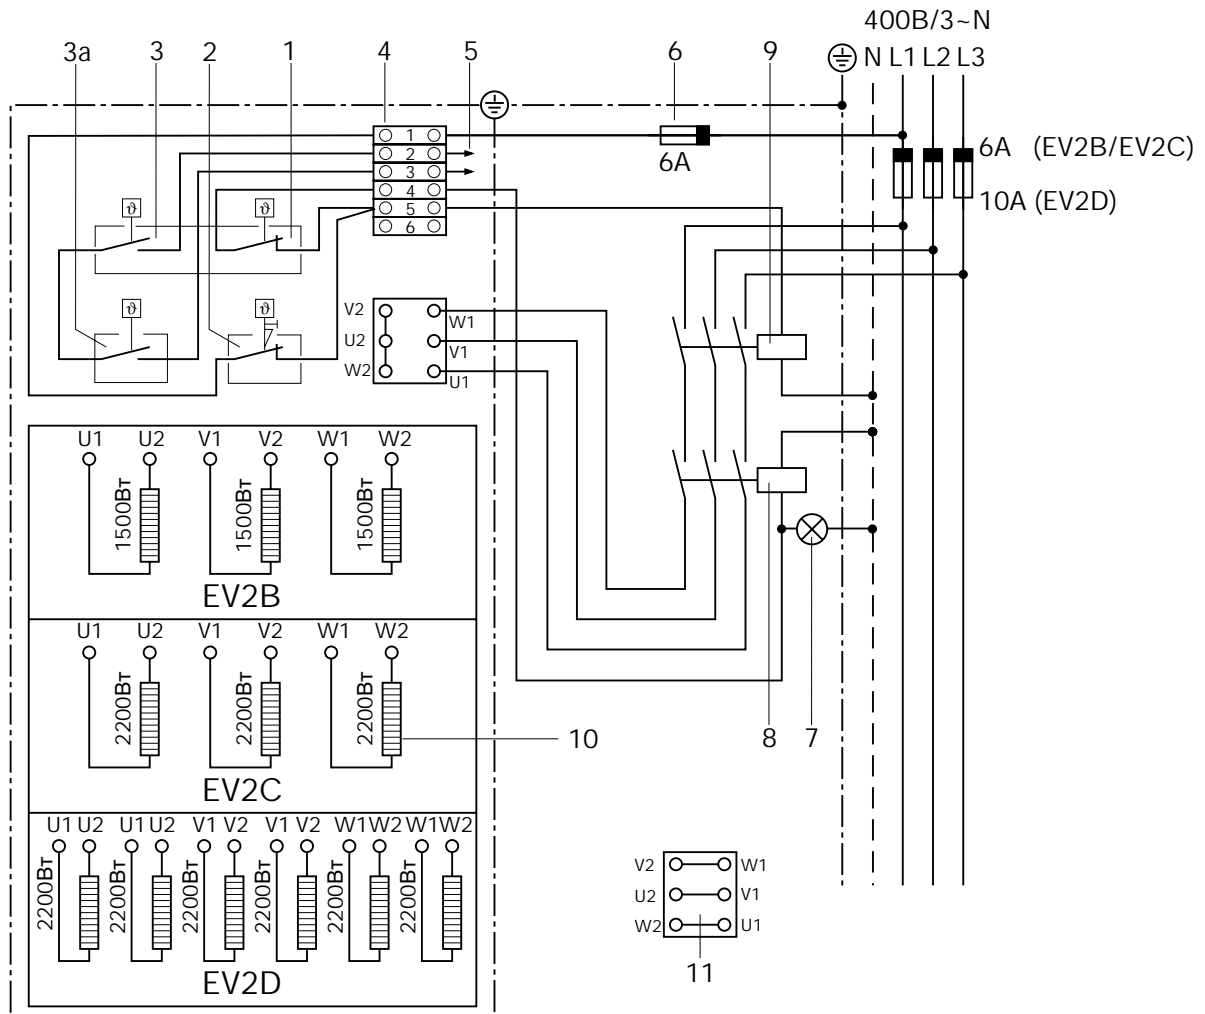 400В/3~N
3a 3 2 1 4 5 6 9 N L1 L2 L3
1
2
3
4
5
6
6A
6A (EV2B/EV2C)
10A (EV2D)
ϑ ϑ
ϑ ϑ
V2 W1
U2 V1
W2 U1
U1 U2 V1 V2 W1 W2
1500Вт 1500Вт 1500Вт
EV2B
U1 U2 V1 V2 W1 W2
2200Вт 2200Вт 2200Вт
10
8 7
EV2C
U1 U2 U1 U2 V1 V2 V1 V2 W1 W2 W1 W2
2200Вт 2200Вт 2200Вт 2200Вт 2200Вт 2200Вт
EV2D
V2 W1
U2 V1
W2 U1
11